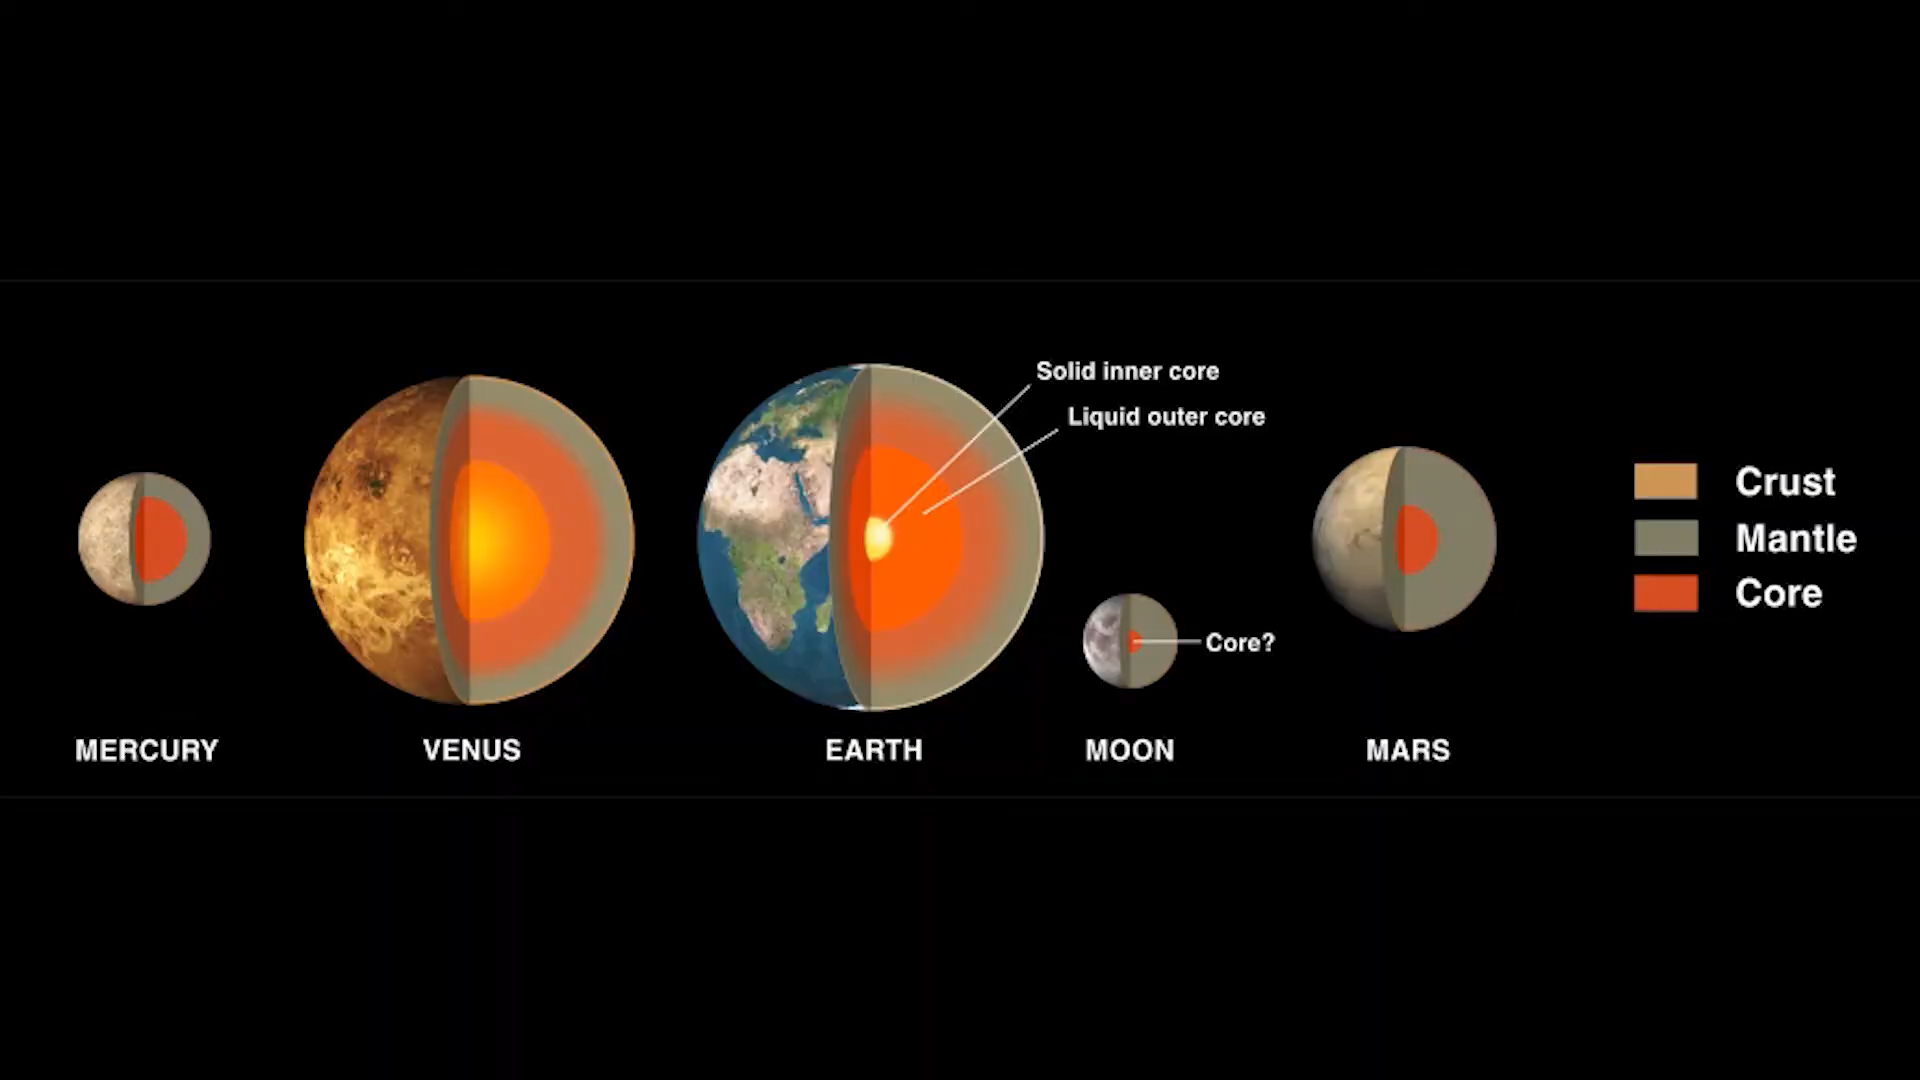 Solid inner core
Liquid outer core
Core?
MERCURY
VENUS
EARTH
MOON
MARS
Crust
Mantle
Core